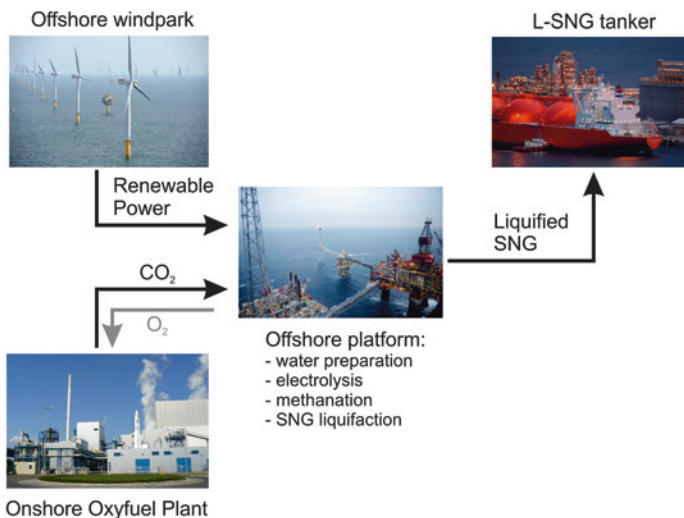 Offshore windpark
L-SNG tanker
Renewable
Power
Liquified
SNG
CO₂
O₂
Offshore platform:
- water preparation
- electrolysis
- methanation
- SNG liquifaction
Onshore Oxyfuel Plant